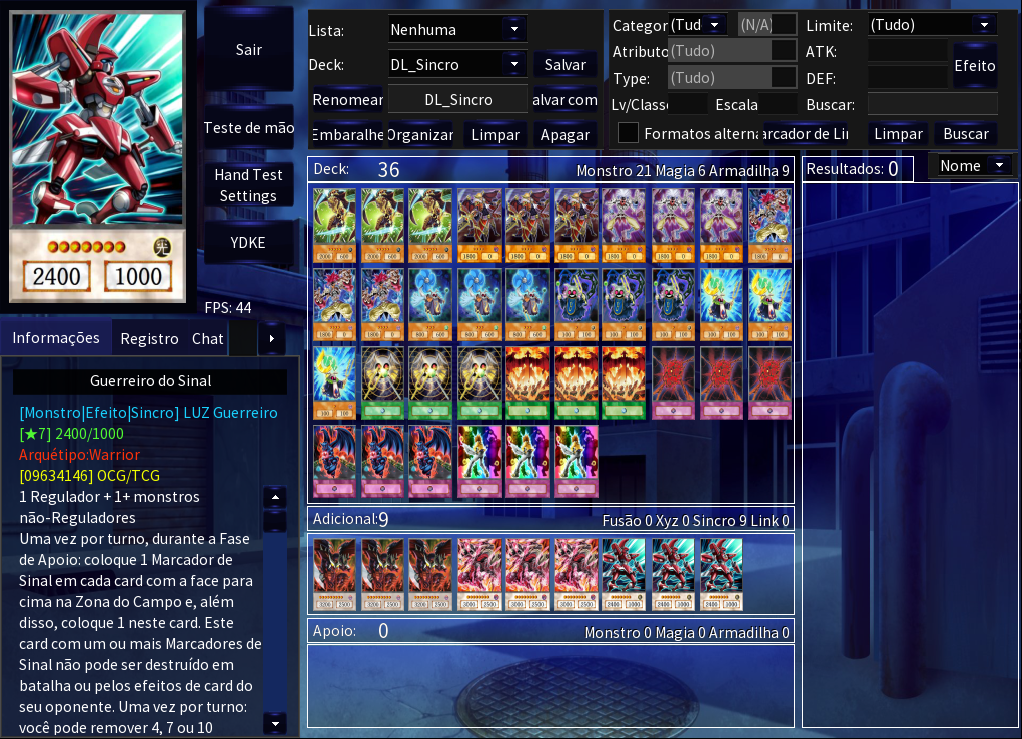 2400
1000
Sair
Teste de mão
Hand Test
Settings
YDKE
FPS: 44
Lista:
Nenhuma
Deck:
DL_Sincro
Salvar
Renomear
DL_Sincro
alvar com
Embaralhe
Organizar
Limpar
Apagar
Categor
(Tud
(N/A)
Limite:
(Tudo)
Atributo
(Tudo)
ATK:
Efeito
Type:
(Tudo)
DEF:
Lv/Classe
Escala
Buscar:
Formatos alterna
arcador de Lin
Limpar
Buscar
Deck:
36
Monstro 21 Magia 6 Armadilha 9
Resultados: 0
Nome
Informações
Registro
Chat
Guerreiro do Sinal
[Monstro|Efeito|Sincro] LUZ Guerreiro
[★7] 2400/1000
Arquétipo:Warrior
[09634146] OCG/TCG
1 Regulador + 1+ monstros
não-Reguladores
Uma vez por turno, durante a Fase
de Apoio: coloque 1 Marcador de
Sinal em cada card com a face para
cima na Zona do Campo e, além
disso, coloque 1 neste card. Este
card com um ou mais Marcadores de
Sinal não pode ser destruído em
batalha ou pelos efeitos de card do
seu oponente. Uma vez por turno:
você pode remover 4, 7 ou 10
Adicional:9
Fusão 0 Xyz 0 Sincro 9 Link 0
Apoio:
0
Monstro 0 Magia 0 Armadilha 0